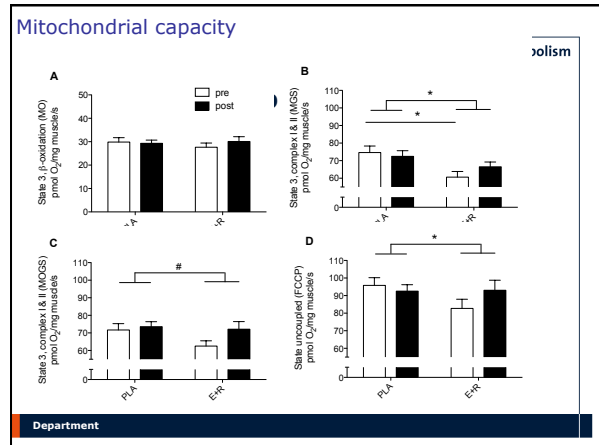 Mitochondrial capacity
bolism
A
pre
post
State 3, β-oxidation (MO)
pmol O2/mg muscle/s
50
40
30
20
10
0
B
*
*
State 3, complex I & II (MGS)
pmol O2/mg muscle/s
110
100
90
80
70
60
0
C
#
State 3, complex I & II (MOGS)
pmol O2/mg muscle/s
110
100
90
80
70
60
0
PLA
E+R
D
*
State uncoupled (FCCP)
pmol O2/mg muscle/s
110
100
90
80
70
60
0
PLA
E+R
Department